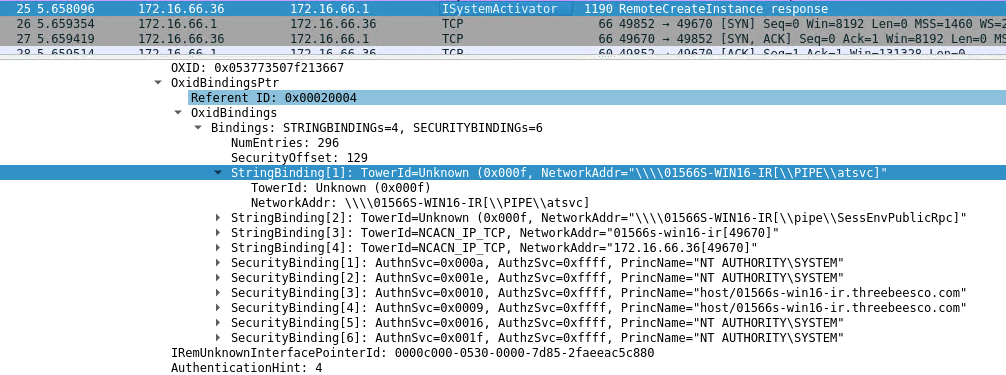 25 5.658096 172.16.66.36 172.16.66.1 ISystemActivator 1190 RemoteCreateInstance response
26 5.659354 172.16.66.1 172.16.66.36 TCP 66 49852 → 49670 [SYN] Seq=0 Win=8192 Len=0 MSS=1460 WS=2
27 5.659419 172.16.66.36 172.16.66.1 TCP 66 49670 → 49852 [SYN, ACK] Seq=0 Ack=1 Win=8192 Len=0 MS
28 5.659514 172.16.66.1 172.16.66.36 TCP 60 49852 → 49670 [ACK] Seq=1 Ack=1 Win=131328 Len=0
OXID: 0x053773507f213667
OxidBindingsPtr
Referent ID: 0x00020004
OxidBindings
Bindings: STRINGBINDINGs=4, SECURITYBINDINGs=6
NumEntries: 296
SecurityOffset: 129
StringBinding[1]: TowerId=Unknown (0x000f, NetworkAddr="\\\\01566S-WIN16-IR[\\PIPE\\atsvc]"
TowerId: Unknown (0x000f)
NetworkAddr: \\\\01566S-WIN16-IR[\\PIPE\\atsvc]
StringBinding[2]: TowerId=Unknown (0x000f, NetworkAddr="\\\\01566S-WIN16-IR[\\pipe\\SessEnvPublicRpc]"
StringBinding[3]: TowerId=NCACN_IP_TCP, NetworkAddr="01566s-win16-ir[49670]"
StringBinding[4]: TowerId=NCACN_IP_TCP, NetworkAddr="172.16.66.36[49670]"
SecurityBinding[1]: AuthnSvc=0x000a, AuthzSvc=0xffff, PrincName="NT AUTHORITY\SYSTEM"
SecurityBinding[2]: AuthnSvc=0x001e, AuthzSvc=0xffff, PrincName="NT AUTHORITY\SYSTEM"
SecurityBinding[3]: AuthnSvc=0x0010, AuthzSvc=0xffff, PrincName="host/01566s-win16-ir.threebeesco.com"
SecurityBinding[4]: AuthnSvc=0x0009, AuthzSvc=0xffff, PrincName="host/01566s-win16-ir.threebeesco.com"
SecurityBinding[5]: AuthnSvc=0x0016, AuthzSvc=0xffff, PrincName="NT AUTHORITY\SYSTEM"
SecurityBinding[6]: AuthnSvc=0x001f, AuthzSvc=0xffff, PrincName="NT AUTHORITY\SYSTEM"
IRemUnknownInterfacePointerId: 0000c000-0530-0000-7d85-2faeeac5c880
AuthenticationHint: 4